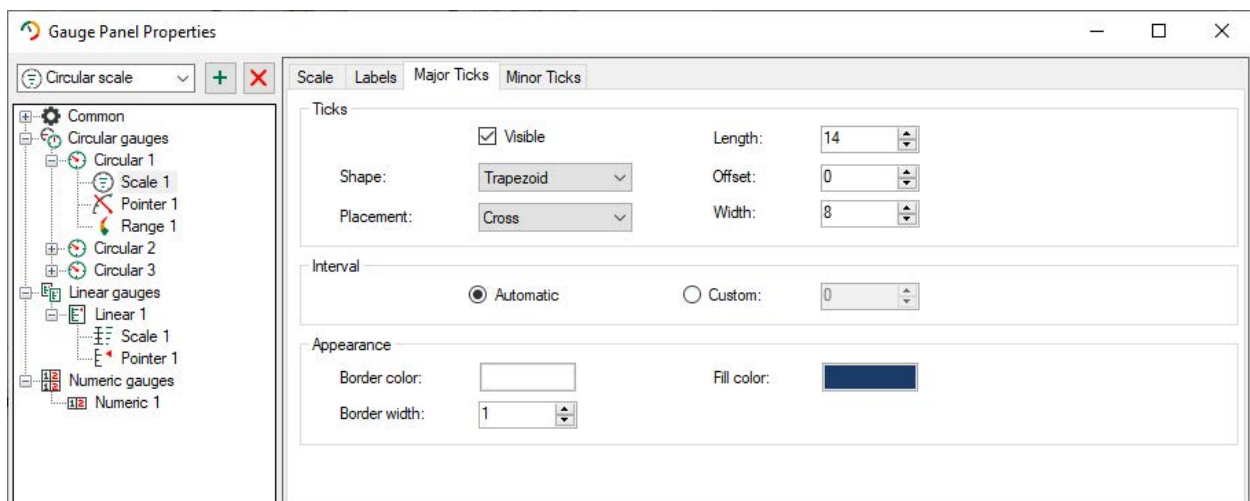 Gauge Panel Properties
Circular scale
Common
Circular gauges
Circular 1
Scale 1
Pointer 1
Range 1
Circular 2
Circular 3
Linear gauges
Linear 1
Scale 1
Pointer 1
Numeric gauges
Numeric 1
Scale Labels Major Ticks Minor Ticks
Ticks
Visible Length: 14
Shape: Trapezoid Offset: 0
Placement: Cross Width: 8
Interval
Automatic Custom: 0
Appearance
Border color: Fill color:
Border width: 1